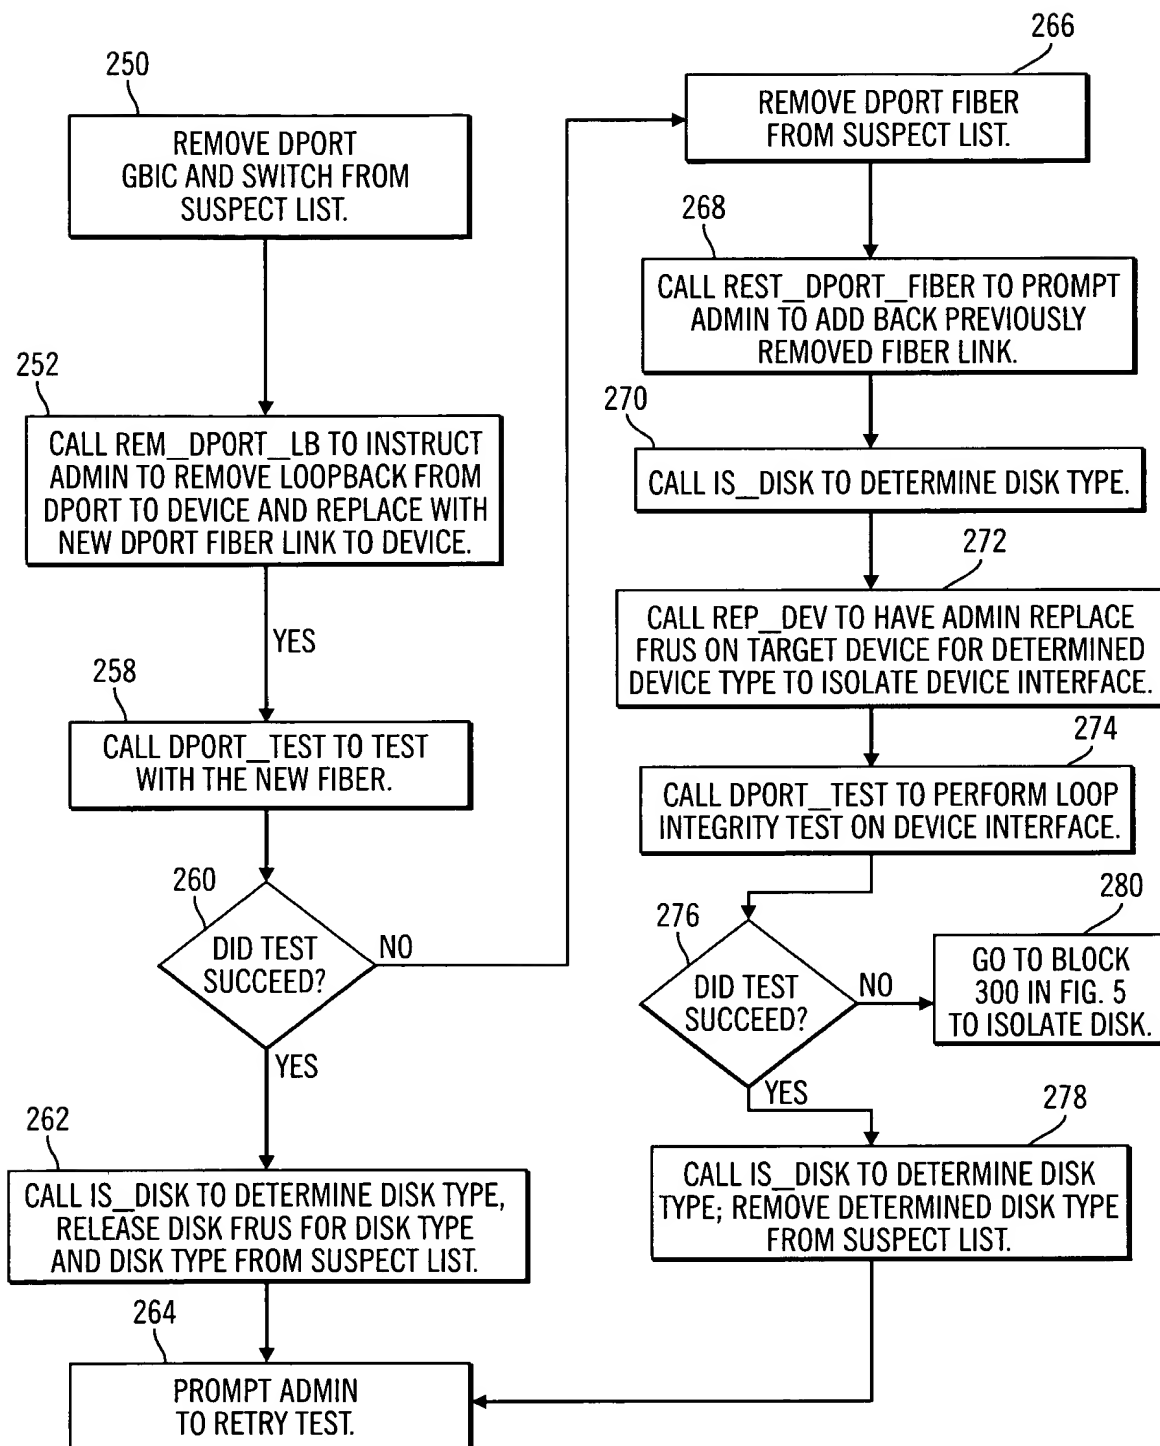 250
REMOVE DPORT
GBIC AND SWITCH FROM
SUSPECT LIST.
252
CALL REM_DPORT_LB TO INSTRUCT
ADMIN TO REMOVE LOOPBACK FROM
DPORT TO DEVICE AND REPLACE WITH
NEW DPORT FIBER LINK TO DEVICE.
YES
258
CALL DPORT_TEST TO TEST
WITH THE NEW FIBER.
260
DID TEST
SUCCEED?
NO
YES
262
CALL IS_DISK TO DETERMINE DISK TYPE,
RELEASE DISK FRUS FOR DISK TYPE
AND DISK TYPE FROM SUSPECT LIST.
264
PROMPT ADMIN
TO RETRY TEST.
266
REMOVE DPORT FIBER
FROM SUSPECT LIST.
268
CALL REST_DPORT_FIBER TO PROMPT
ADMIN TO ADD BACK PREVIOUSLY
REMOVED FIBER LINK.
270
CALL IS_DISK TO DETERMINE DISK TYPE.
272
CALL REP_DEV TO HAVE ADMIN REPLACE
FRUS ON TARGET DEVICE FOR DETERMINED
DEVICE TYPE TO ISOLATE DEVICE INTERFACE.
274
CALL DPORT_TEST TO PERFORM LOOP
INTEGRITY TEST ON DEVICE INTERFACE.
276
DID TEST
SUCCEED?
NO
280
GO TO BLOCK
300 IN FIG. 5
TO ISOLATE DISK.
YES
278
CALL IS_DISK TO DETERMINE DISK
TYPE; REMOVE DETERMINED DISK TYPE
FROM SUSPECT LIST.